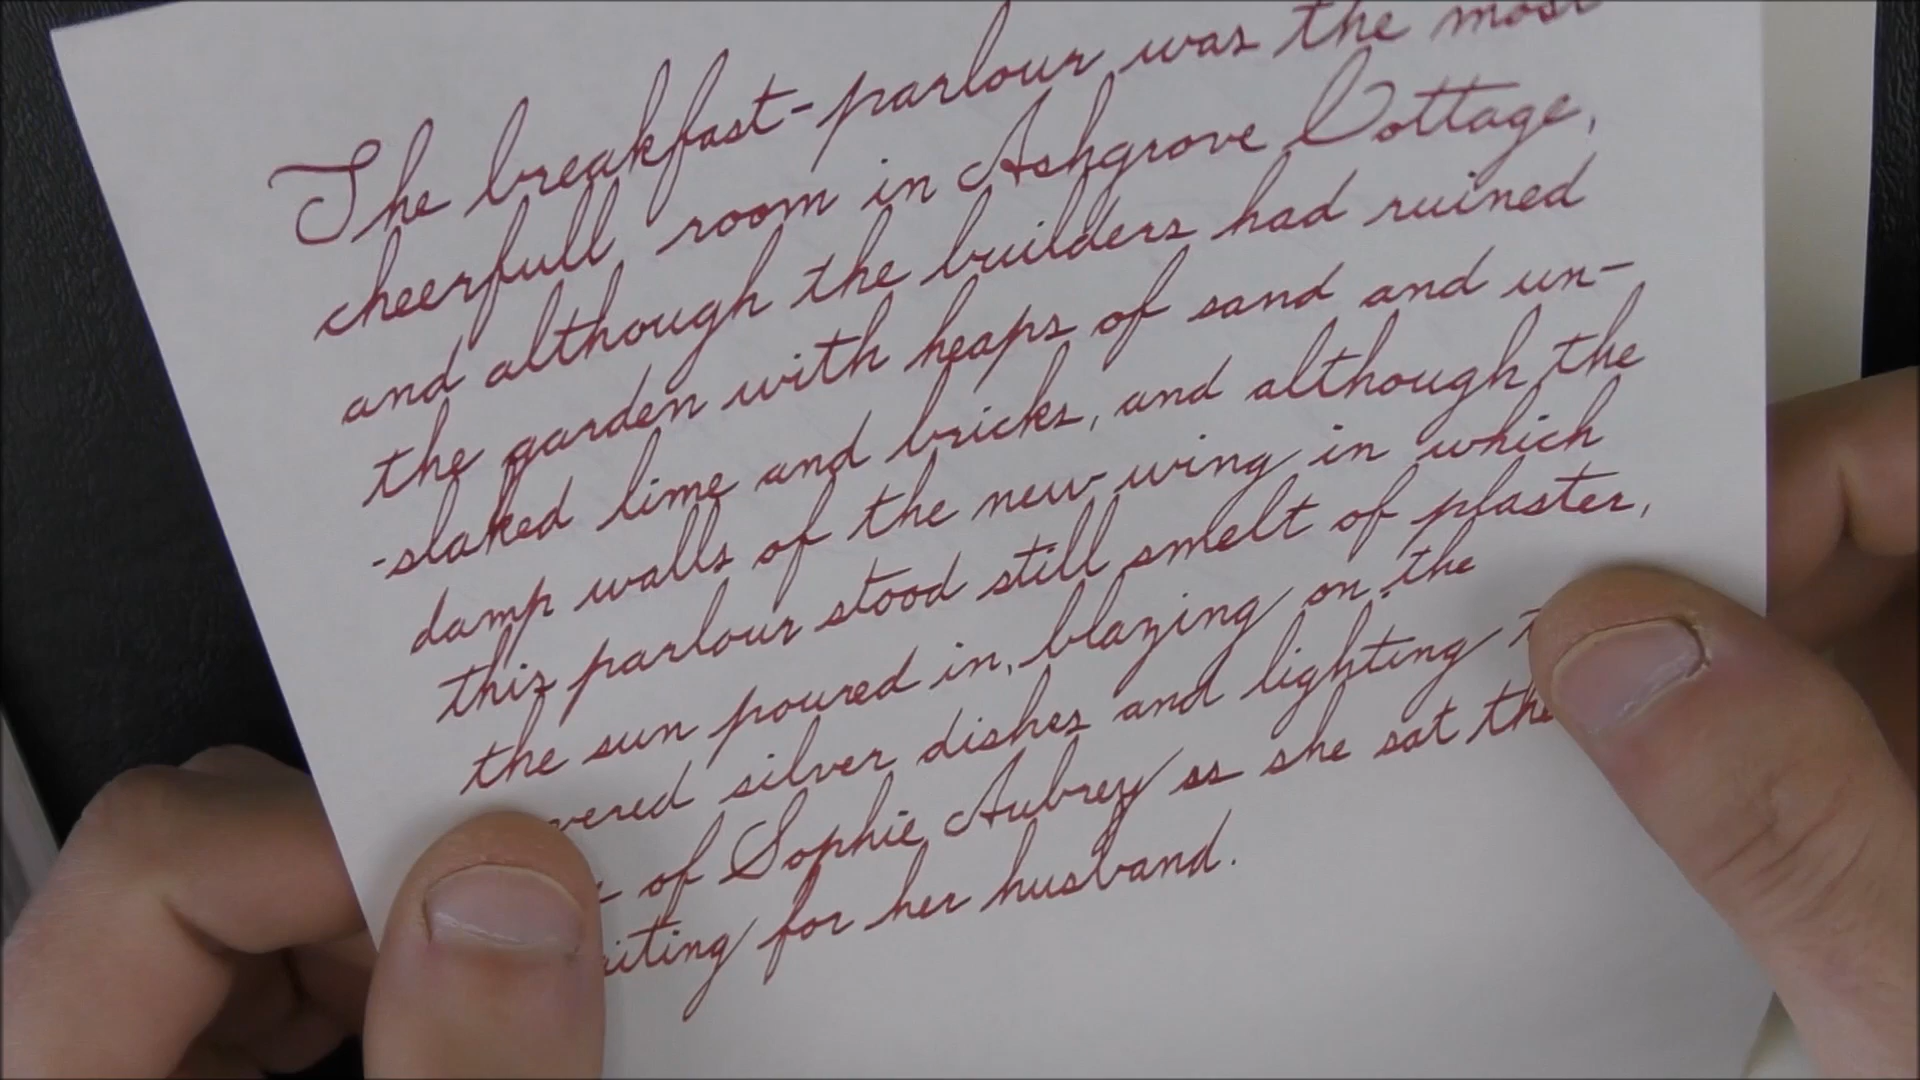 The breakfast-parlour was the most
cheerfull room in Ashgrove Cottage,
and although the builders had ruined
the garden with heaps of sand and un-
-slaked lime and bricks, and although the
damp walls of the new wing in which
this parlour stood still smelt of plaster,
the sun poured in, blazing on the
vered silver dishes and lighting
of Sophie Aubrey as she sat the
iting for her husband.